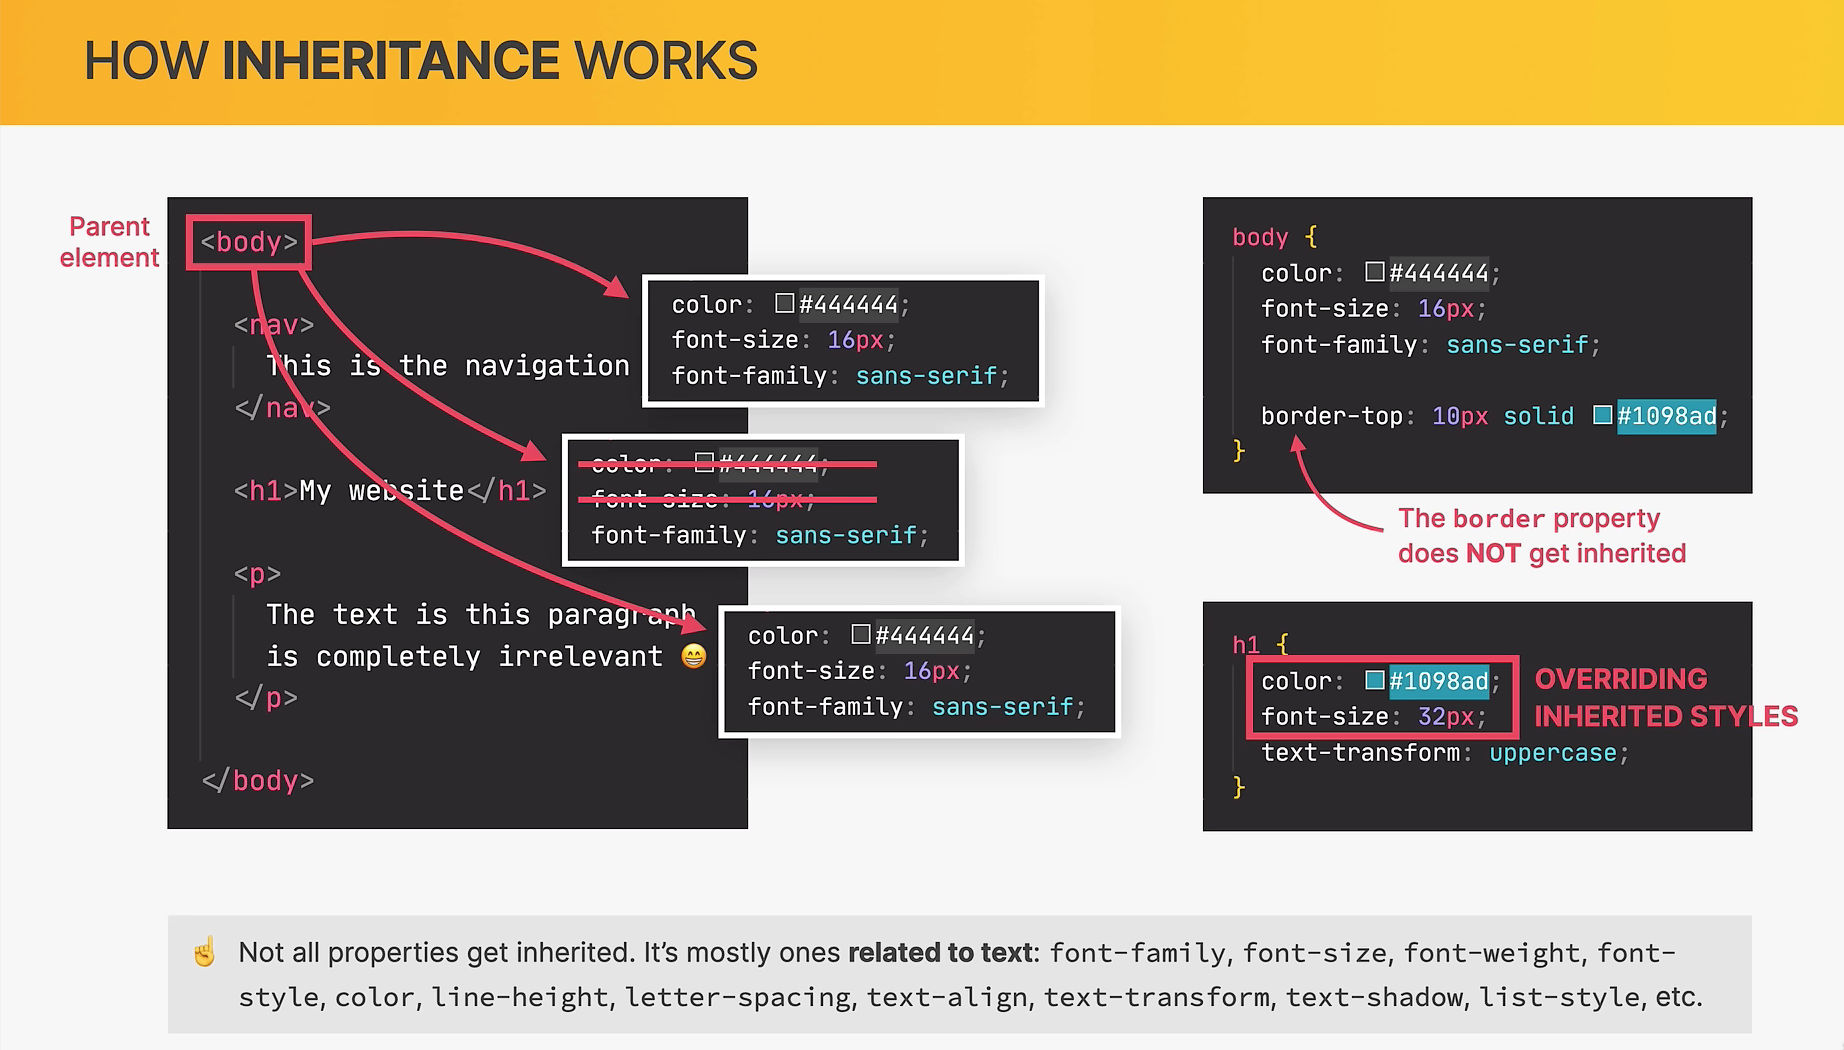 HOW INHERITANCE WORKS
Parent
element
<body>
<nav>
This is the navigation
</nav>
<h1>My website</h1>
<p>
The text is this paragraph
is completely irrelevant 😁
</p>
</body>
color: #444444;
font-size: 16px;
font-family: sans-serif;
color: #444444;
font-size: 16px;
font-family: sans-serif;
color: #444444;
font-size: 16px;
font-family: sans-serif;
body {
color: #444444;
font-size: 16px;
font-family: sans-serif;
border-top: 10px solid #1098ad;
}
The border property
does NOT get inherited
h1 {
color: #1098ad;
font-size: 32px;
text-transform: uppercase;
}
OVERRIDING
INHERITED STYLES
☝️ Not all properties get inherited. It’s mostly ones related to text: font-family, font-size, font-weight, font-
style, color, line-height, letter-spacing, text-align, text-transform, text-shadow, list-style, etc.